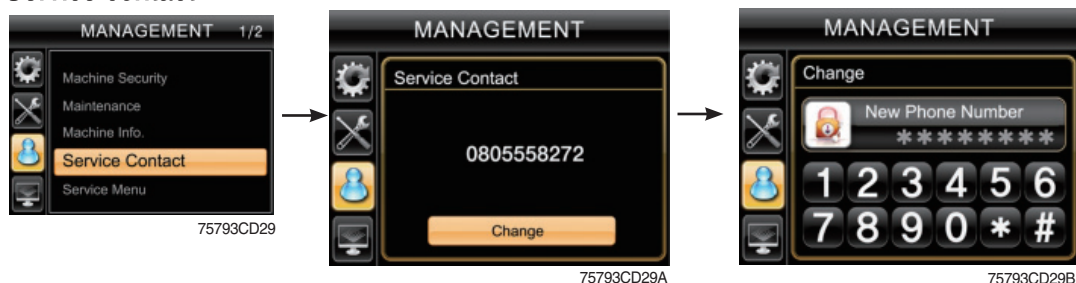 MANAGEMENT 1/2
Machine Security
Maintenance
Machine Info.
Service Contact
Service Menu
75793CD29
MANAGEMENT
Service Contact
0805558272
Change
75793CD29A
MANAGEMENT
Change
New Phone Number
********
1 2 3 4 5 6
7 8 9 0 * #
75793CD29B